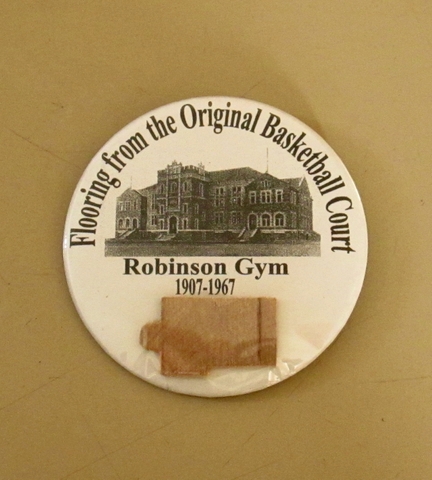 Flooring from the Original Basketball Court
Robinson Gym
1907-1967